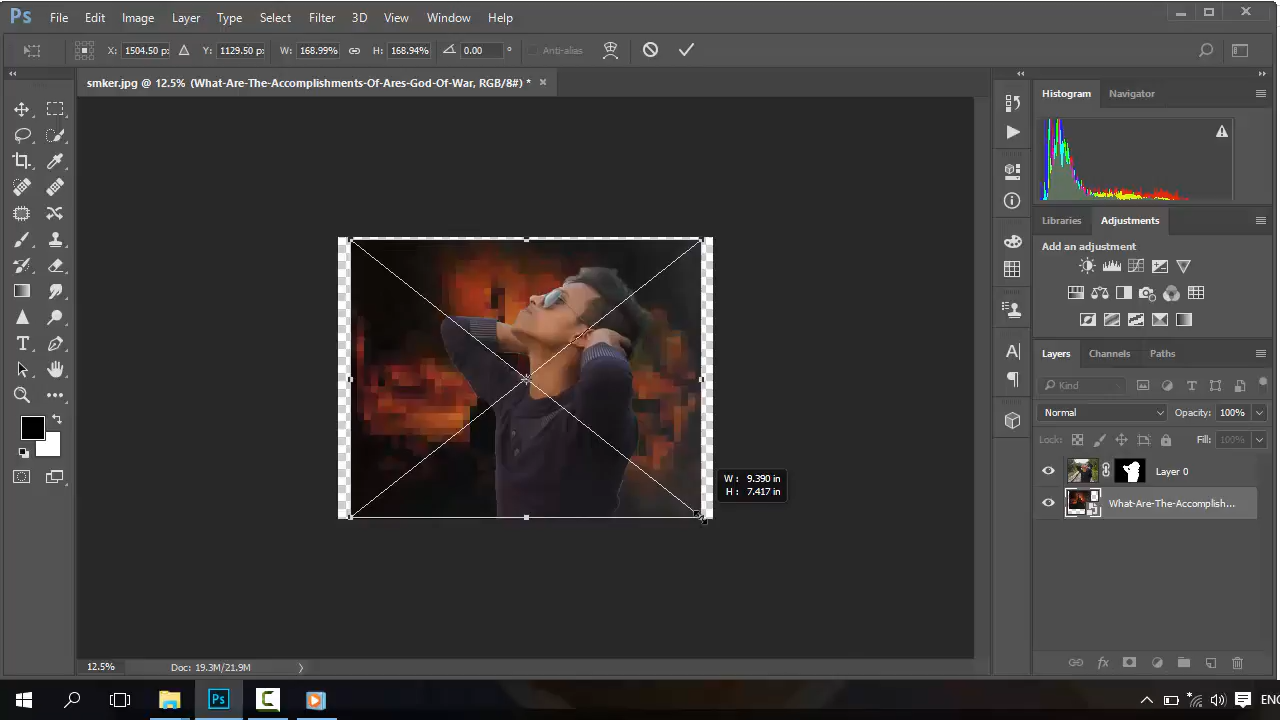 Ps File Edit Image Layer Type Select Filter 3D View Window Help
X: 1504.50 p: Y: 1129.50 p: W: 168.99% H: 168.94% 0.00 ° Anti-alias
smker.jpg @ 12.5% (What-Are-The-Accomplishments-Of-Ares-God-Of-War, RGB/8#) * ×
Histogram Navigator
Libraries Adjustments
Add an adjustment
Layers Channels Paths
Kind
Normal Opacity: 100%
Lock: Fill: 100%
Layer 0
What-Are-The-Accomplish...
W : 9.390 in
H : 7.417 in
12.5% Doc: 19.3M/21.9M
Ps C ENG